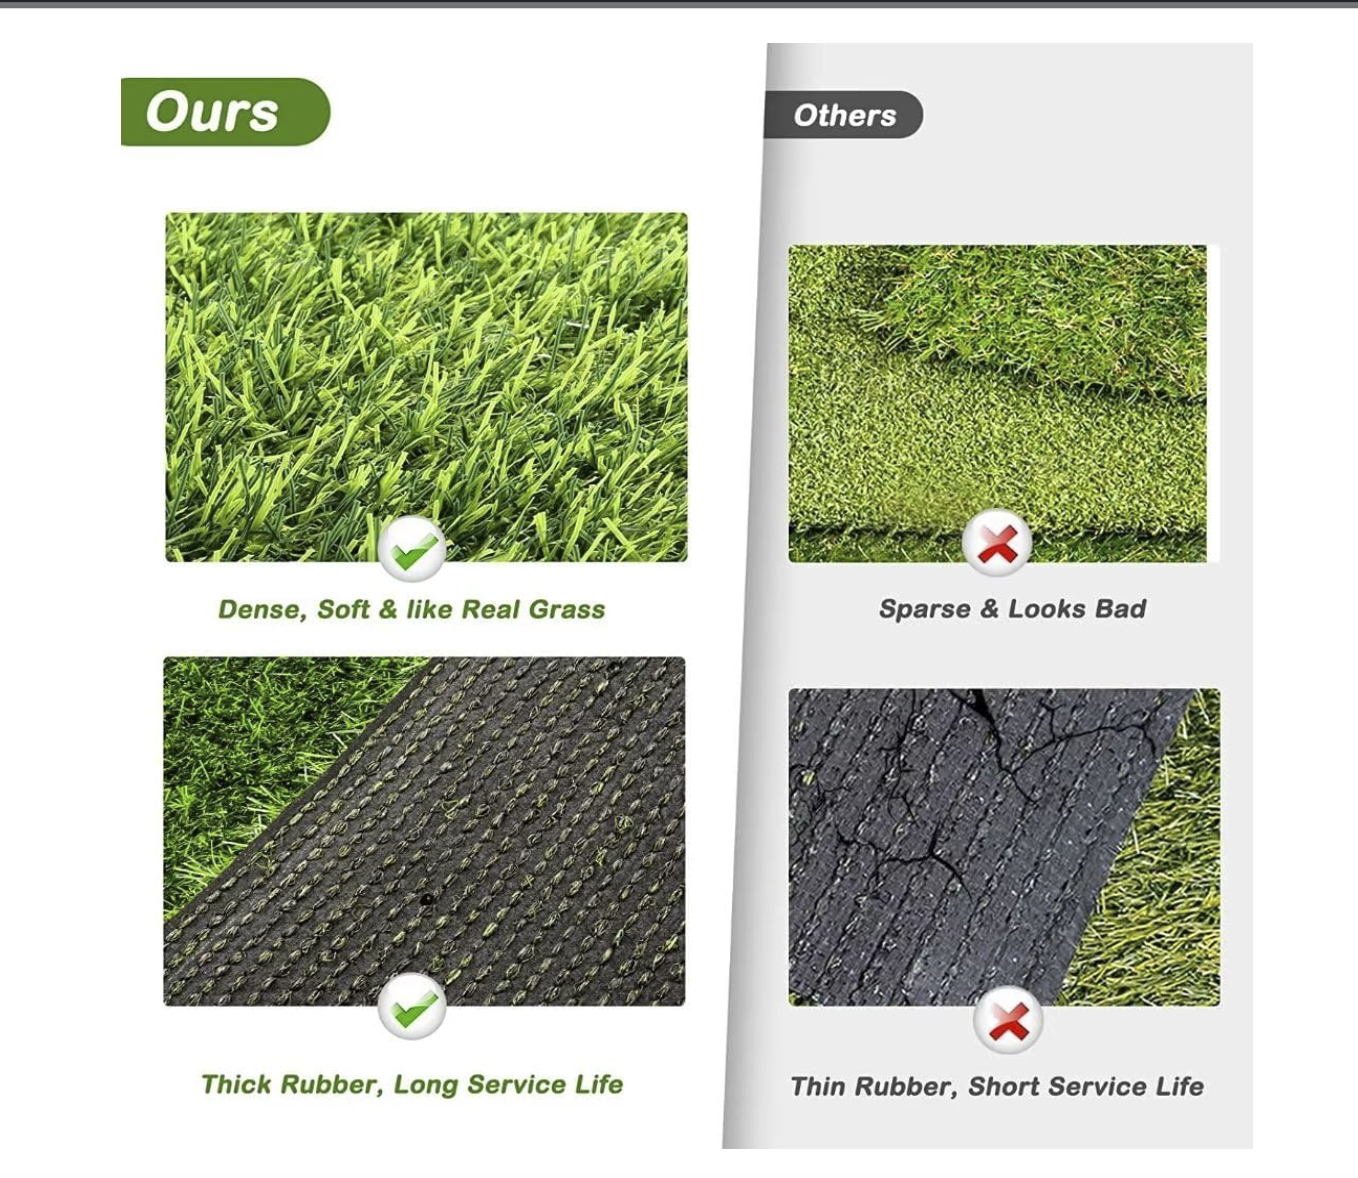 Ours
Others
Dense, Soft & like Real Grass
Sparse & Looks Bad
Thick Rubber, Long Service Life
Thin Rubber, Short Service Life